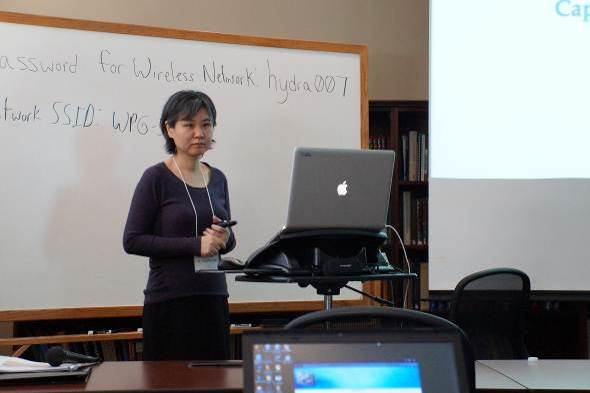 assword for Wireless Network: hydra007
twork SSID: WPG-
Cap